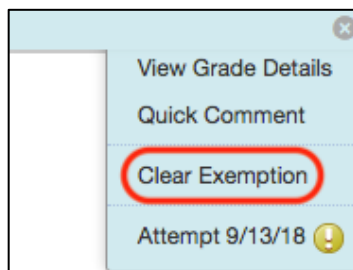 View Grade Details
Quick Comment
Clear Exemption
Attempt 9/13/18